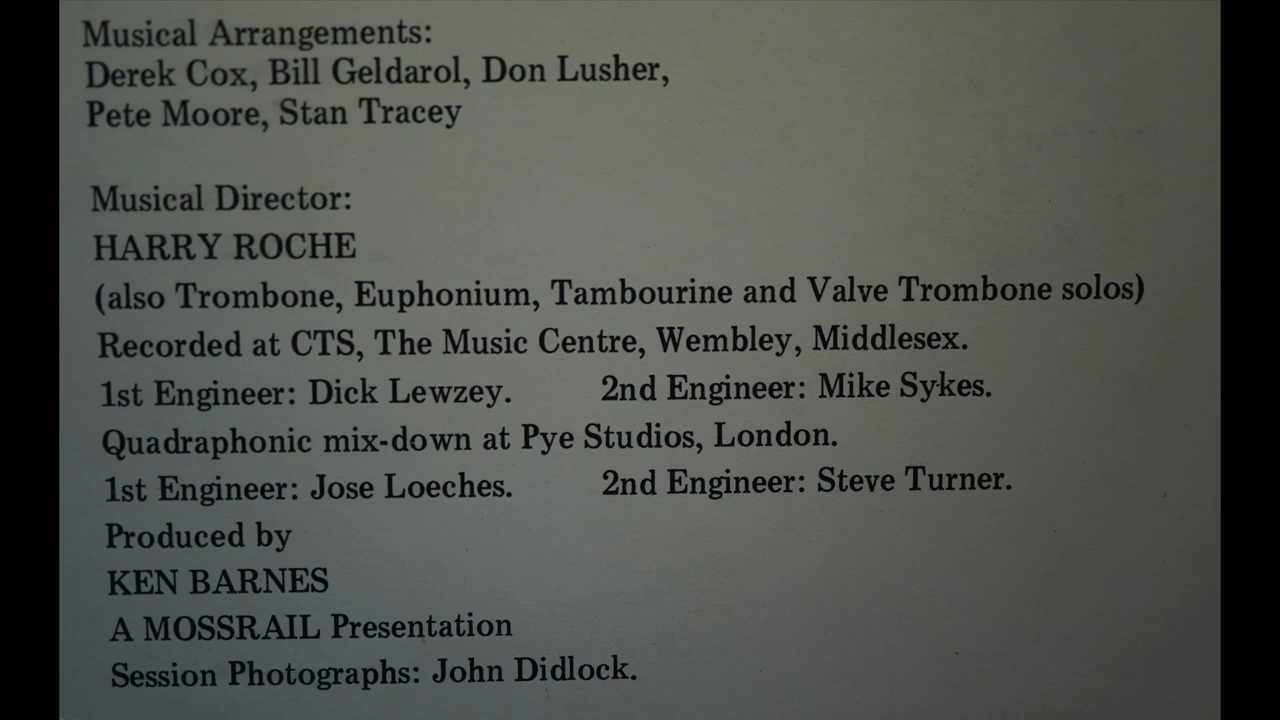 Musical Arrangements:
Derek Cox, Bill Geldarol, Don Lusher,
Pete Moore, Stan Tracey
Musical Director:
HARRY ROCHE
(also Trombone, Euphonium, Tambourine and Valve Trombone solos)
Recorded at CTS, The Music Centre, Wembley, Middlesex.
1st Engineer: Dick Lewzey. 2nd Engineer: Mike Sykes.
Quadraphonic mix-down at Pye Studios, London.
1st Engineer: Jose Loeches. 2nd Engineer: Steve Turner.
Produced by
KEN BARNES
A MOSSRAIL Presentation
Session Photographs: John Didlock.